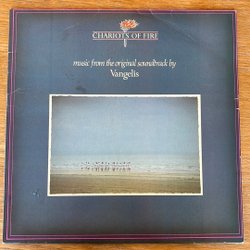 CHARIOTS OF FIRE
music from the original soundtrack by
Vangelis